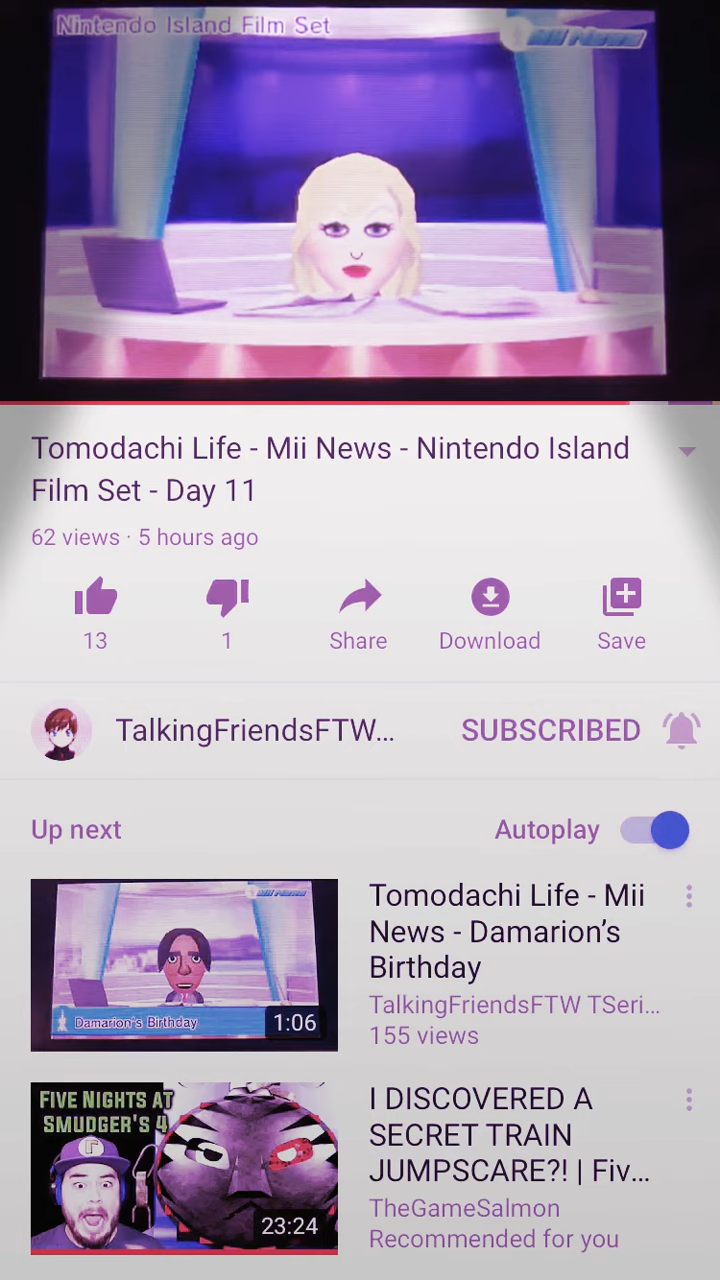 Nintendo Island Film Set
Mii News
Tomodachi Life - Mii News - Nintendo Island
Film Set - Day 11
62 views · 5 hours ago
13
1
Share
Download
Save
TalkingFriendsFTW...
SUBSCRIBED
Up next
Autoplay
Mii News
Damarion's Birthday
1:06
Tomodachi Life - Mii
News - Damarion’s
Birthday
TalkingFriendsFTW TSeri...
155 views
FIVE NIGHTS AT
SMUDGER'S 4
23:24
I DISCOVERED A
SECRET TRAIN
JUMPSCARE?! | Fiv...
TheGameSalmon
Recommended for you